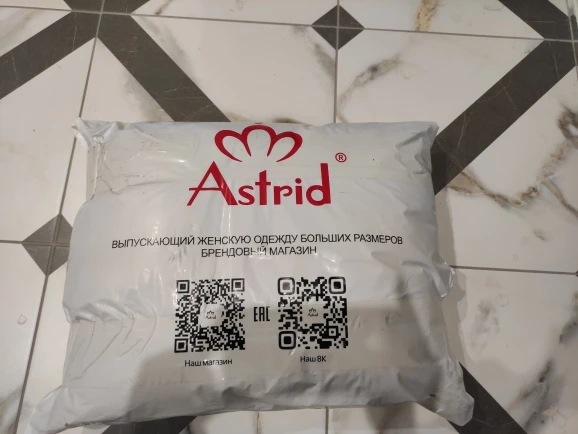 Astrid®
ВЫПУСКАЮЩИЙ ЖЕНСКУЮ ОДЕЖДУ БОЛЬШИХ РАЗМЕРОВ
БРЕНДОВЫЙ МАГАЗИН
EAC
Наш магазин
Наш ВК